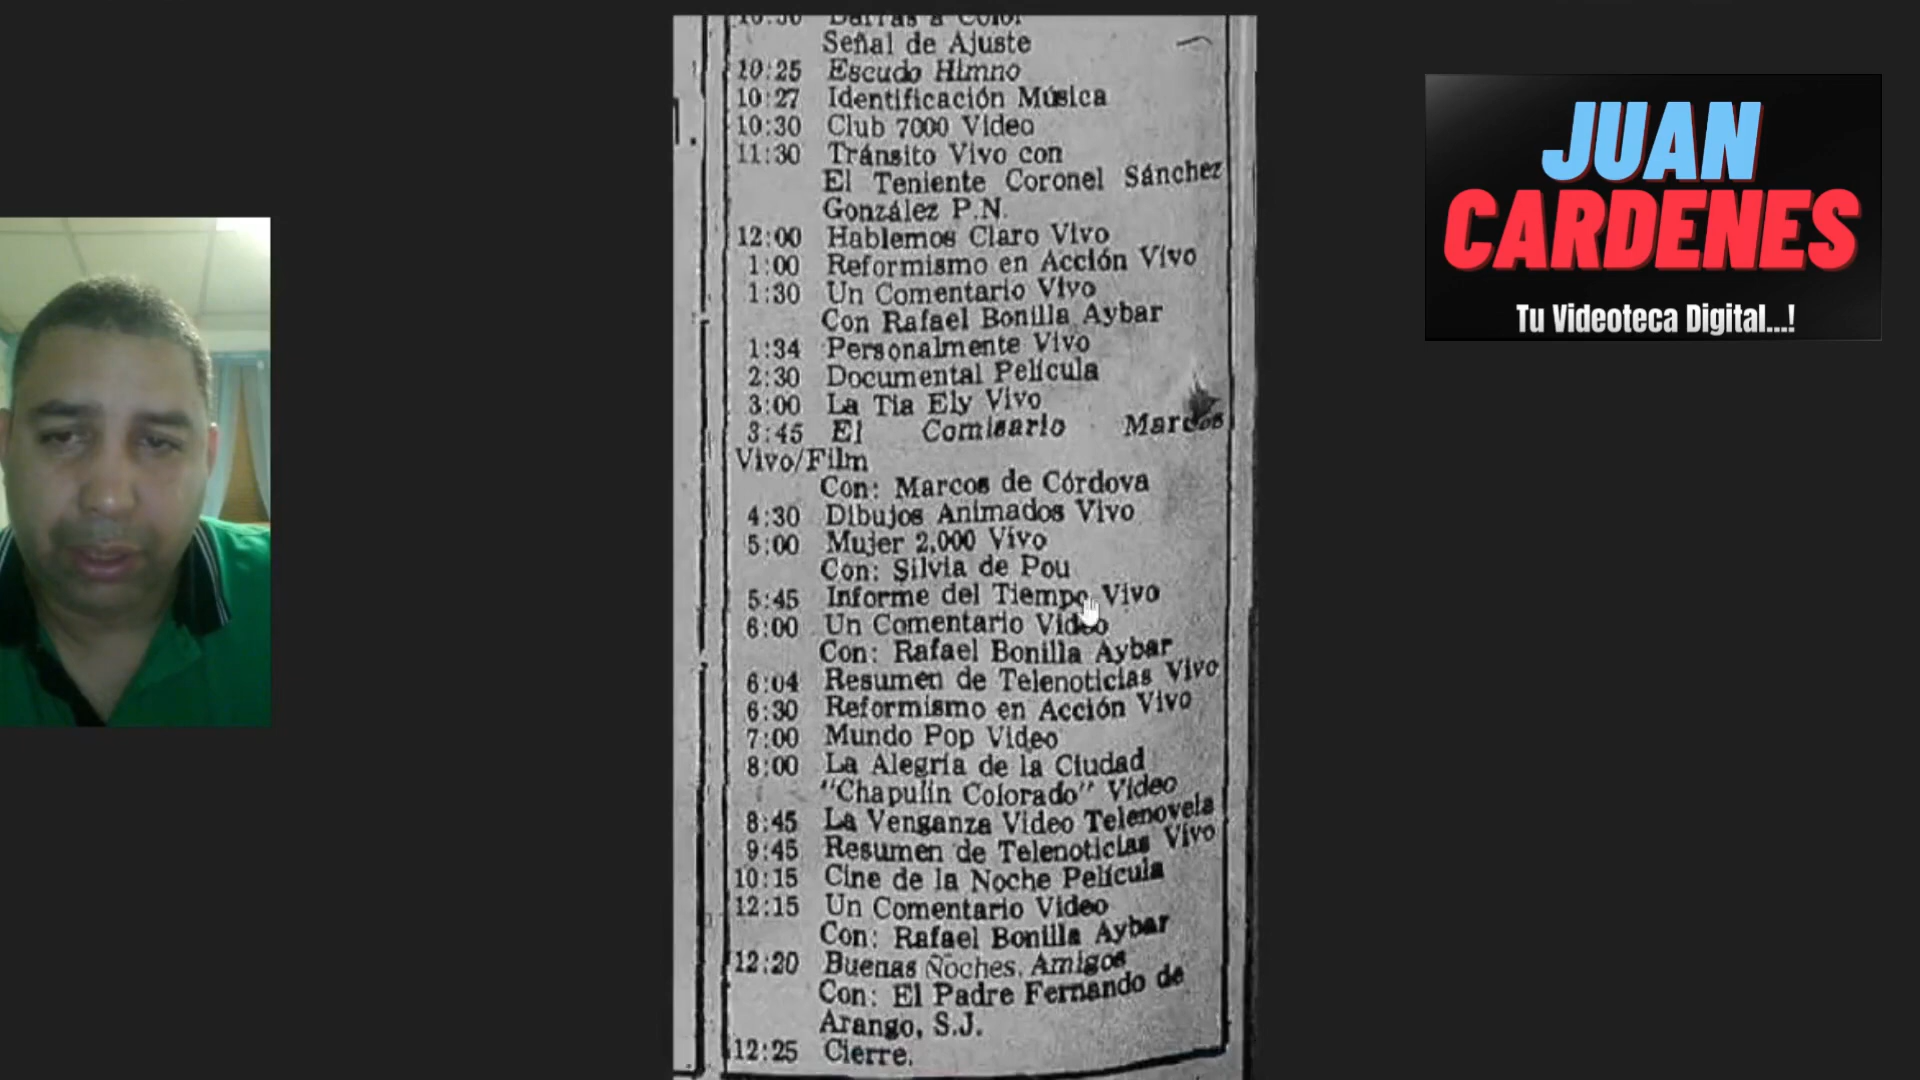 Barras a Color
Señal de Ajuste
10:25 Escudo Himno
10:27 Identificación Música
10:30 Club 7000 Video
11:30 Tránsito Vivo con
El Teniente Coronel Sánchez
González P.N.
12:00 Hablemos Claro Vivo
1:00 Reformismo en Acción Vivo
1:30 Un Comentario Vivo
Con Rafael Bonilla Aybar
1:34 Personalmente Vivo
2:30 Documental Película
3:00 La Tia Ely Vivo
3:45 El Comisario Marcos
Vivo/Film
Con: Marcos de Córdova
4:30 Dibujos Animados Vivo
5:00 Mujer 2,000 Vivo
Con: Silvia de Pou
5:45 Informe del Tiempo Vivo
6:00 Un Comentario Video
Con: Rafael Bonilla Aybar
6:04 Resumen de Telenoticias Vivo
6:30 Reformismo en Acción Vivo
7:00 Mundo Pop Video
8:00 La Alegría de la Ciudad
"Chapulín Colorado" Video
8:45 La Venganza Video Telenovela
9:45 Resumen de Telenoticias Vivo
10:15 Cine de la Noche Película
12:15 Un Comentario Video
Con: Rafael Bonilla Aybar
12:20 Buenas Noches, Amigos
Con: El Padre Fernando de
Arango, S.J.
12:25 Cierre.
JUAN
CARDENES
Tu Videoteca Digital...!